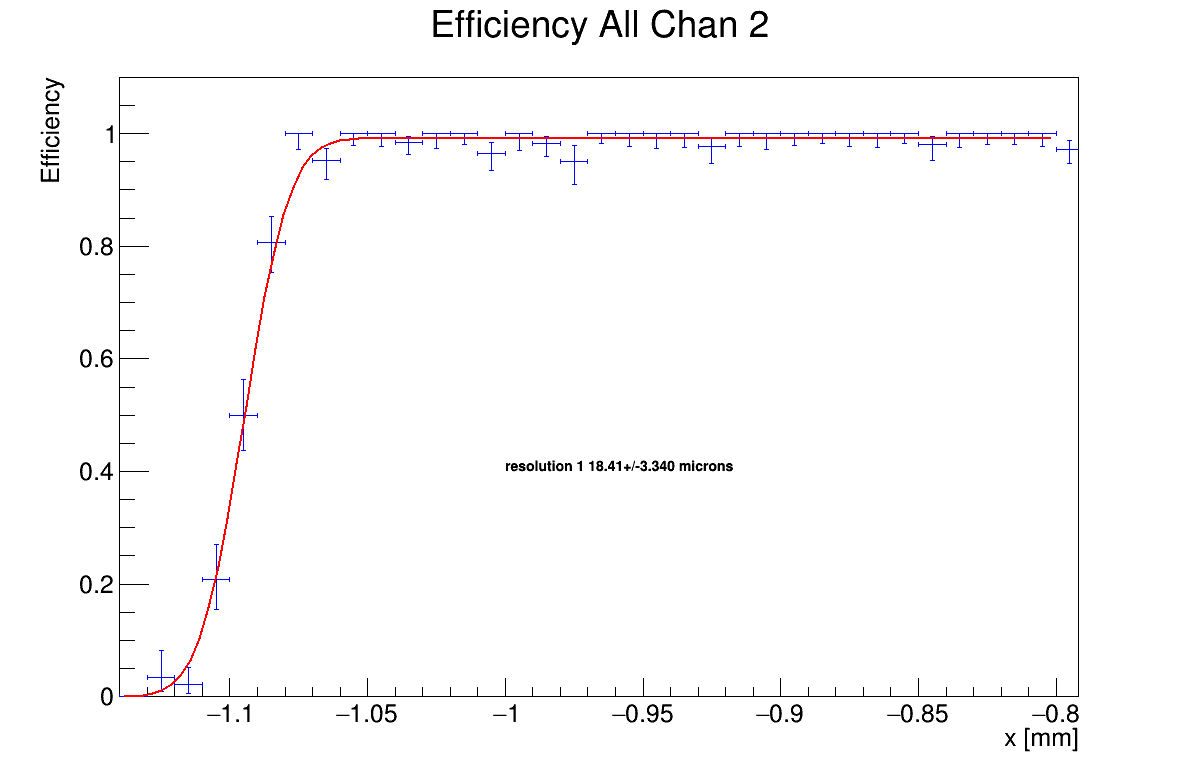 Efficiency All Chan 2
Efficiency
1
0.8
0.6
0.4
0.2
0
resolution 1 18.41+/-3.340 microns
−1.1 −1.05 −1 −0.95 −0.9 −0.85 −0.8
x [mm]